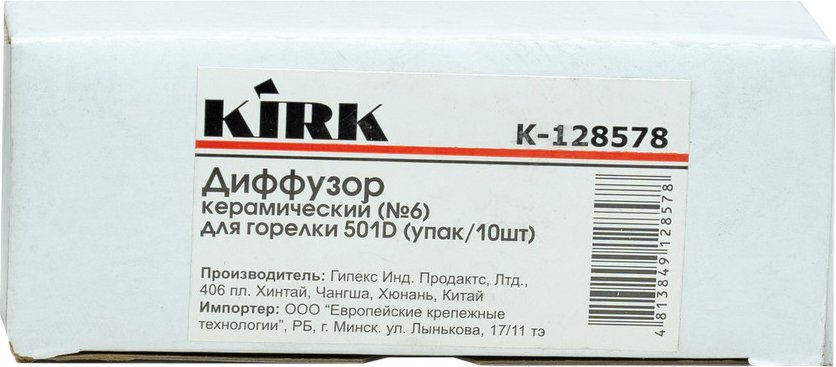 KIRK
K-128578
Диффузор
керамический (№6)
для горелки 501D (упак/10шт)
Производитель: Гипекс Инд. Продактс, Лтд.,
406 пл. Хинтай, Чангша, Хюнань, Китай
Импортер: ООО “Европейские крепежные
технологии”, РБ, г. Минск. ул. Лынькова, 17/11 тэ
4813849128578